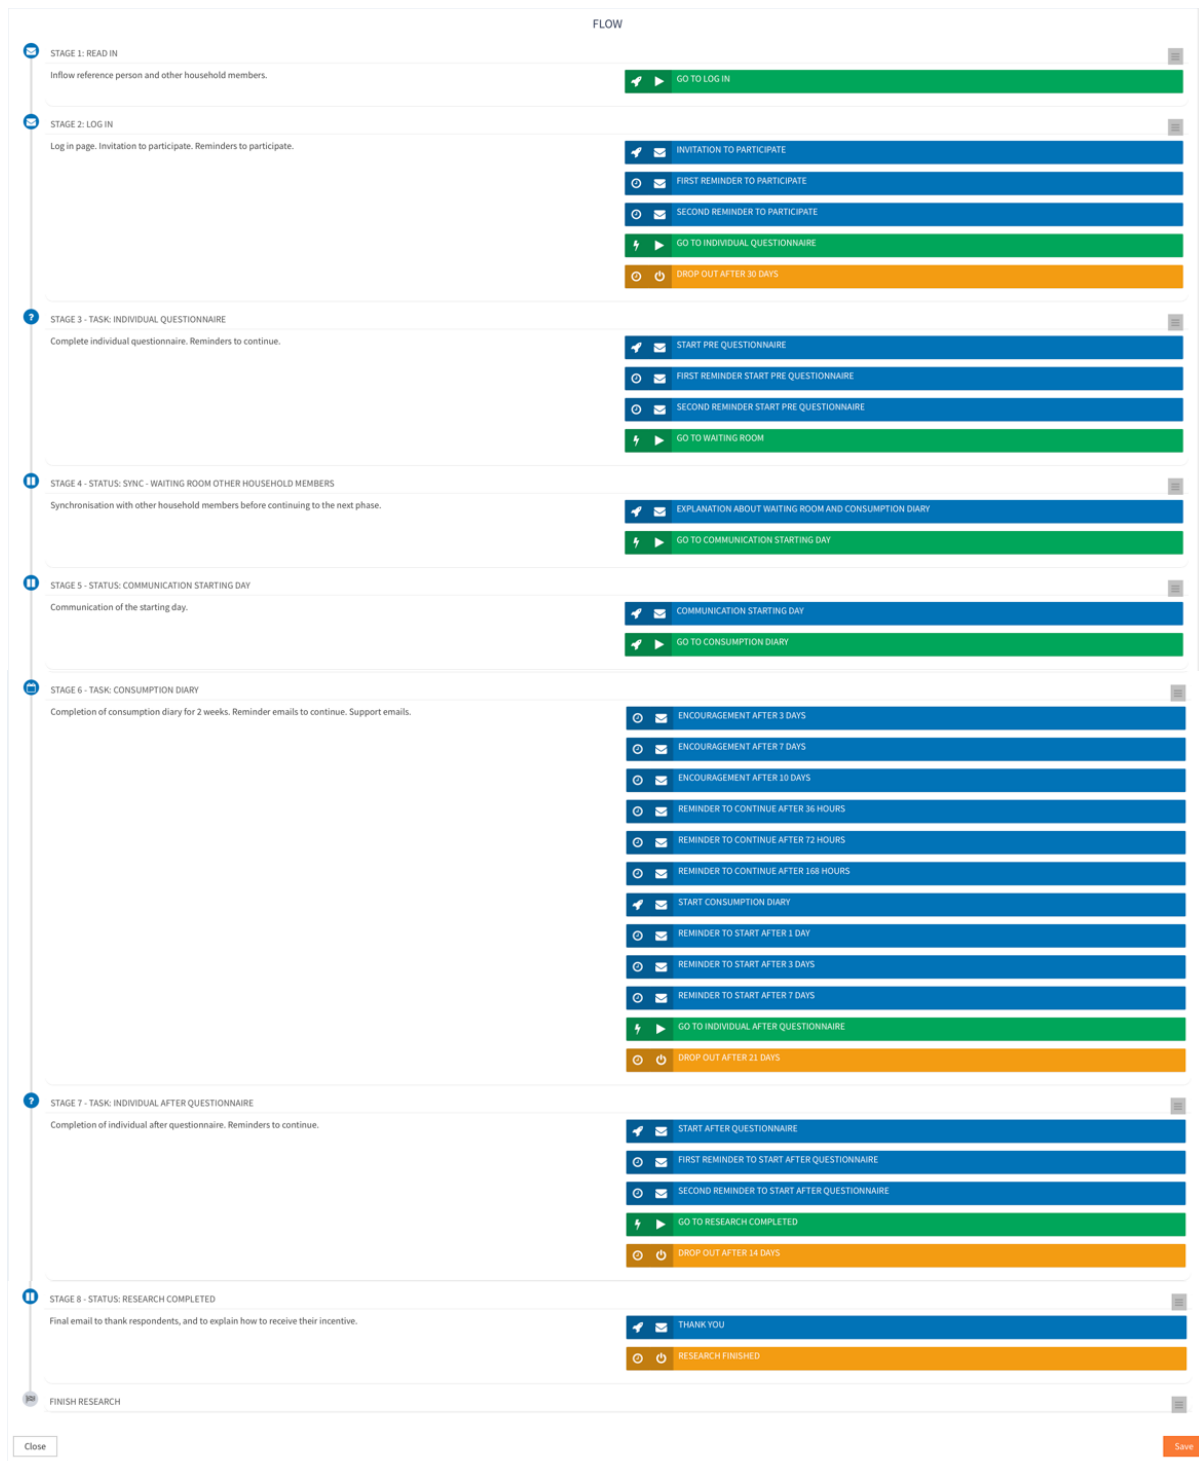 FLOW
STAGE 1: READ IN
Inflow reference person and other household members.
GO TO LOG IN
STAGE 2: LOG IN
Log in page. Invitation to participate. Reminders to participate.
INVITATION TO PARTICIPATE
FIRST REMINDER TO PARTICIPATE
SECOND REMINDER TO PARTICIPATE
GO TO INDIVIDUAL QUESTIONNAIRE
DROP OUT AFTER 30 DAYS
STAGE 3 - TASK: INDIVIDUAL QUESTIONNAIRE
Complete individual questionnaire. Reminders to continue.
START PRE QUESTIONNAIRE
FIRST REMINDER START PRE QUESTIONNAIRE
SECOND REMINDER START PRE QUESTIONNAIRE
GO TO WAITING ROOM
STAGE 4 - STATUS: SYNC - WAITING ROOM OTHER HOUSEHOLD MEMBERS
Synchronisation with other household members before continuing to the next phase.
EXPLANATION ABOUT WAITING ROOM AND CONSUMPTION DIARY
GO TO COMMUNICATION STARTING DAY
STAGE 5 - STATUS: COMMUNICATION STARTING DAY
Communication of the starting day.
COMMUNICATION STARTING DAY
GO TO CONSUMPTION DIARY
STAGE 6 - TASK: CONSUMPTION DIARY
Completion of consumption diary for 2 weeks. Reminder emails to continue. Support emails.
ENCOURAGEMENT AFTER 3 DAYS
ENCOURAGEMENT AFTER 7 DAYS
ENCOURAGEMENT AFTER 10 DAYS
REMINDER TO CONTINUE AFTER 36 HOURS
REMINDER TO CONTINUE AFTER 72 HOURS
REMINDER TO CONTINUE AFTER 168 HOURS
START CONSUMPTION DIARY
REMINDER TO START AFTER 1 DAY
REMINDER TO START AFTER 3 DAYS
REMINDER TO START AFTER 7 DAYS
GO TO INDIVIDUAL AFTER QUESTIONNAIRE
DROP OUT AFTER 21 DAYS
STAGE 7 - TASK: INDIVIDUAL AFTER QUESTIONNAIRE
Completion of individual after questionnaire. Reminders to continue.
START AFTER QUESTIONNAIRE
FIRST REMINDER TO START AFTER QUESTIONNAIRE
SECOND REMINDER TO START AFTER QUESTIONNAIRE
GO TO RESEARCH COMPLETED
DROP OUT AFTER 14 DAYS
STAGE 8 - STATUS: RESEARCH COMPLETED
Final email to thank respondents, and to explain how to receive their incentive.
THANK YOU
RESEARCH FINISHED
FINISH RESEARCH
Close
Save